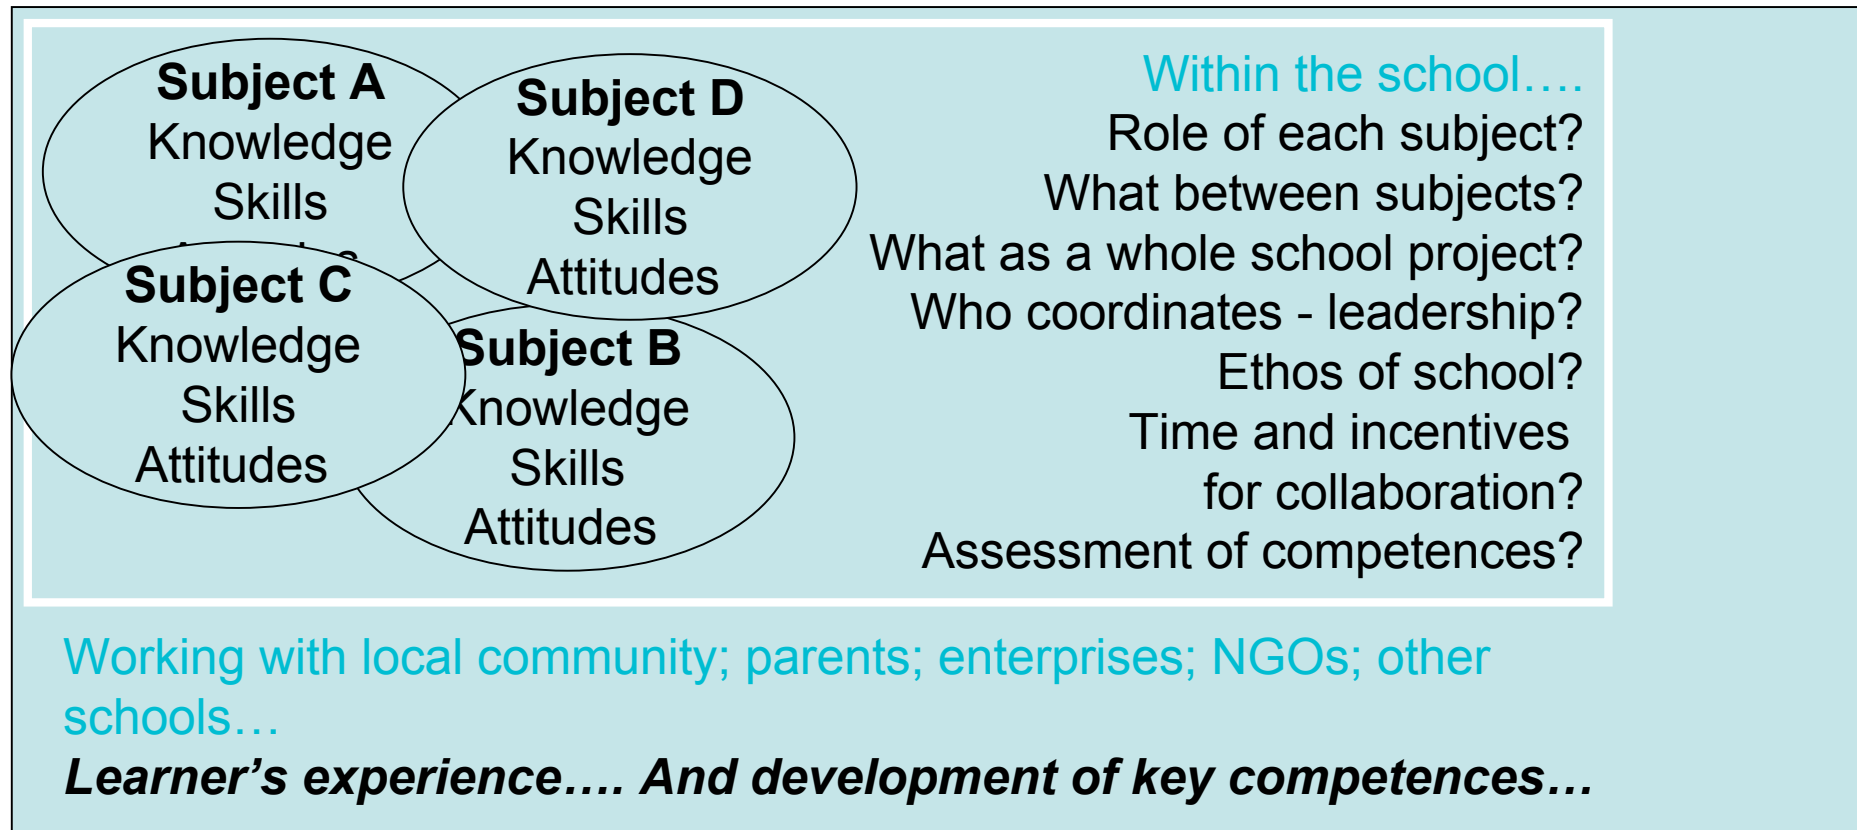 Subject A
Knowledge
Skills
Subject D
Knowledge
Skills
Attitudes
Subject C
Knowledge
Skills
Attitudes
Subject B
Knowledge
Skills
Attitudes
Within the school….
Role of each subject?
What between subjects?
What as a whole school project?
Who coordinates - leadership?
Ethos of school?
Time and incentives
for collaboration?
Assessment of competences?
Working with local community; parents; enterprises; NGOs; other
schools…
Learner’s experience…. And development of key competences…